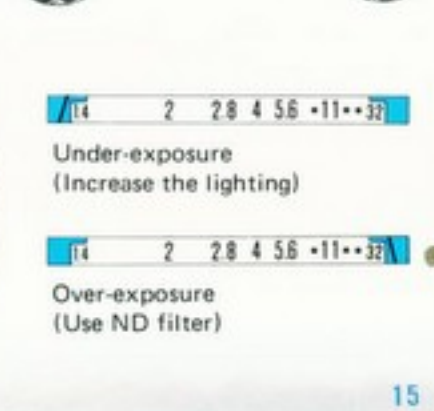 1.4 2 2.8 4 5.6 •11•• 32
Under-exposure
(Increase the lighting)
1.4 2 2.8 4 5.6 •11•• 32
Over-exposure
(Use ND filter)
15